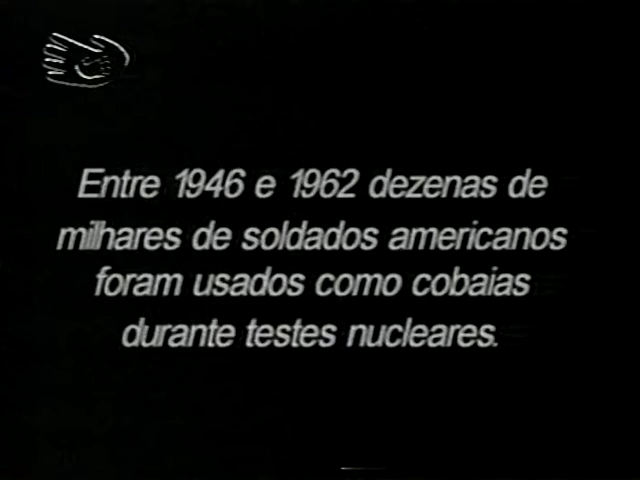 Entre 1946 e 1962 dezenas de
milhares de soldados americanos
foram usados como cobaias
durante testes nucleares.